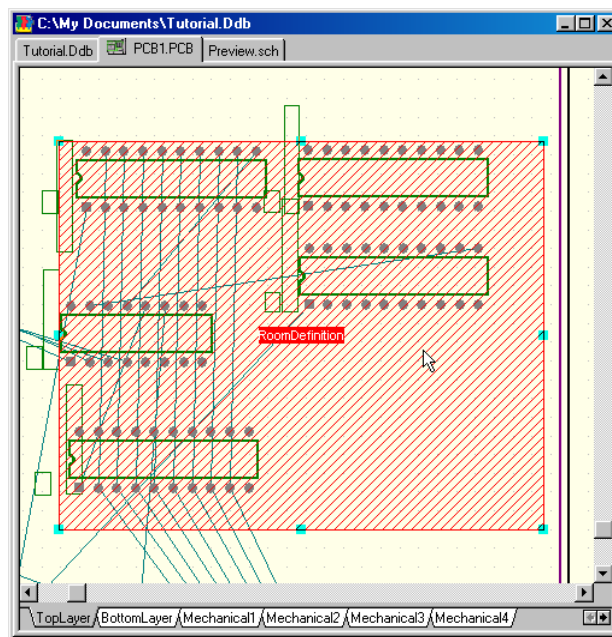 C:\My Documents\Tutorial.Ddb
Tutorial.Ddb PCB1.PCB Preview.sch
RoomDefinition
TopLayer BottomLayer Mechanical1 Mechanical2 Mechanical3 Mechanical4